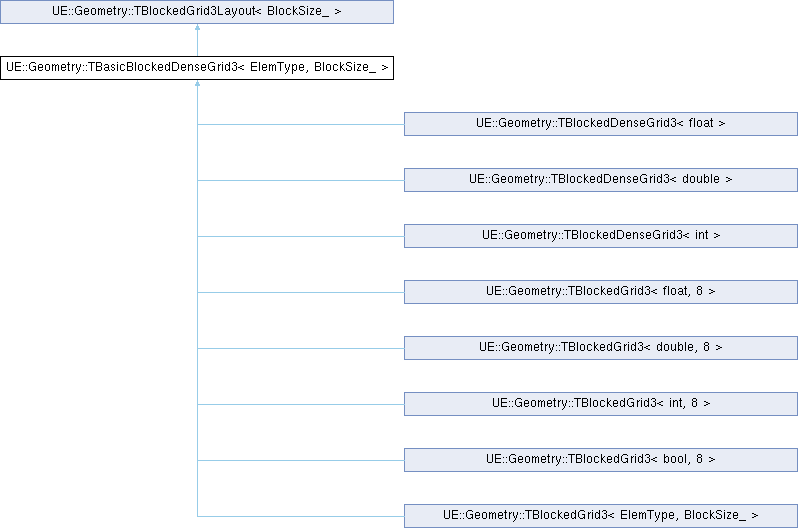 UE::Geometry::TBlockedGrid3Layout< BlockSize_ >
UE::Geometry::TBasicBlockedDenseGrid3< ElemType, BlockSize_ >
UE::Geometry::TBlockedDenseGrid3< float >
UE::Geometry::TBlockedDenseGrid3< double >
UE::Geometry::TBlockedDenseGrid3< int >
UE::Geometry::TBlockedGrid3< float, 8 >
UE::Geometry::TBlockedGrid3< double, 8 >
UE::Geometry::TBlockedGrid3< int, 8 >
UE::Geometry::TBlockedGrid3< bool, 8 >
UE::Geometry::TBlockedGrid3< ElemType, BlockSize_ >